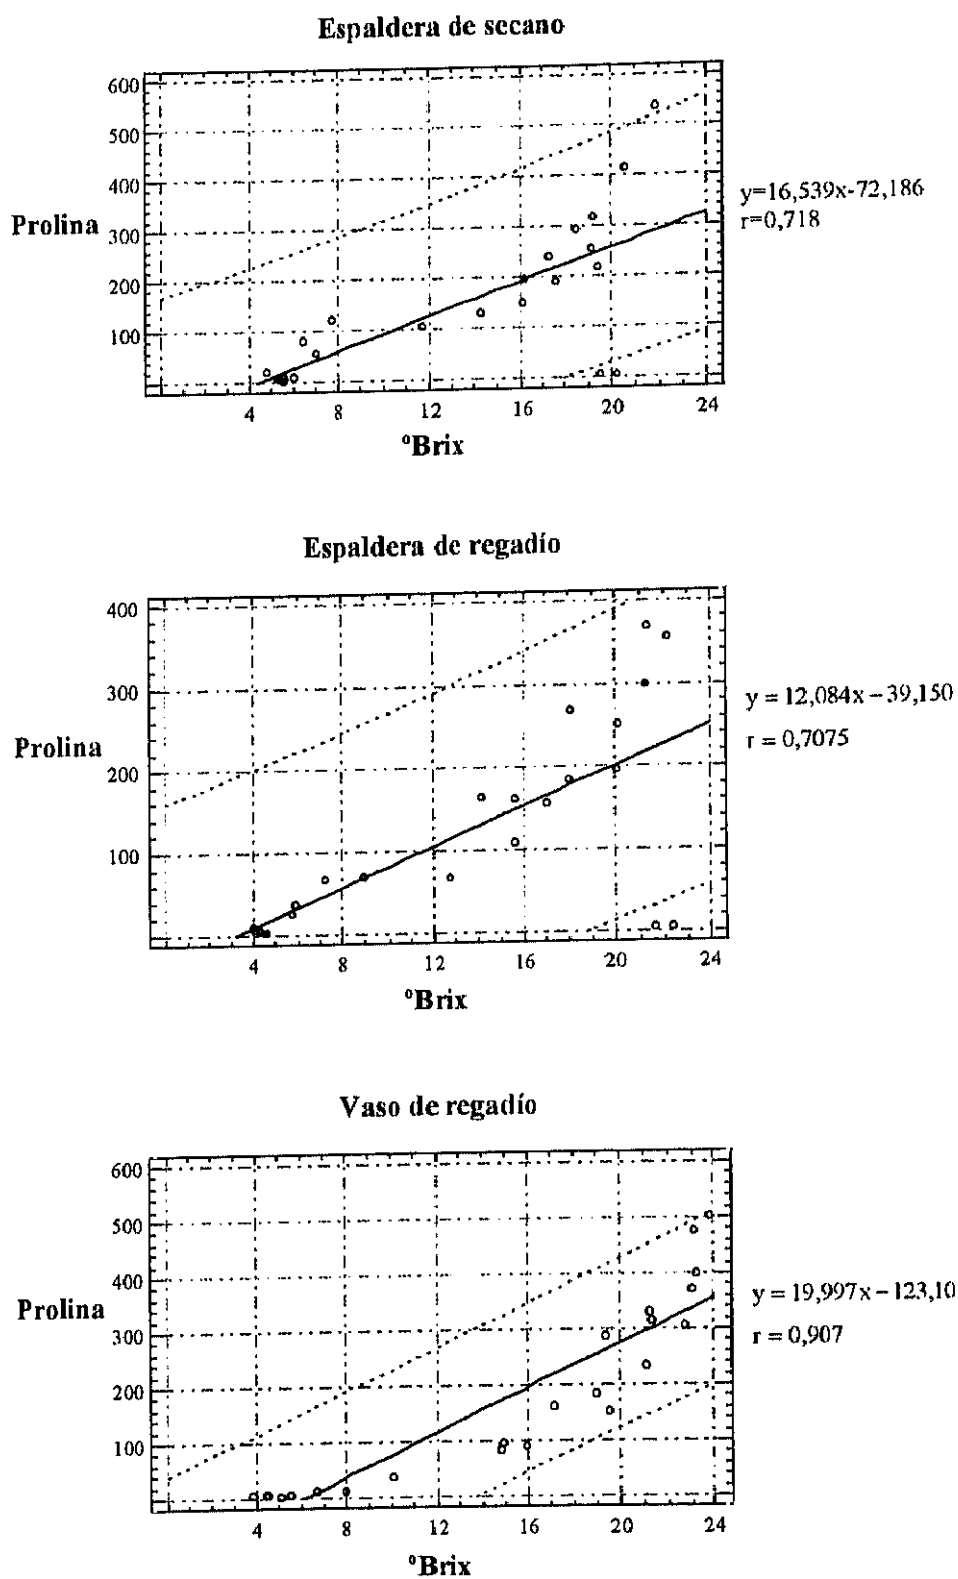 Espaldera de secano
600
500
400
Prolina
300
200
100
y=16,539x-72,186
r=0,718
4 8 12 16 20 24
ºBrix
Espaldera de regadío
400
300
Prolina
200
100
y = 12,084x – 39,150
r = 0,7075
4 8 12 16 20 24
ºBrix
Vaso de regadío
600
500
400
Prolina
300
200
100
y = 19,997x – 123,10
r = 0,907
4 8 12 16 20 24
ºBrix